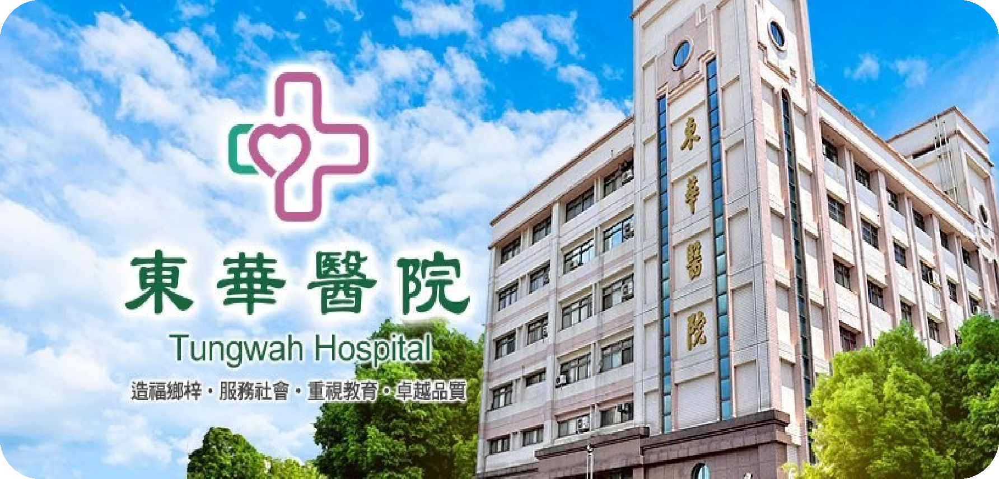 東華醫院
Tungwah Hospital
造福鄉梓・服務社會・重視教育・卓越品質
東
華
醫
院